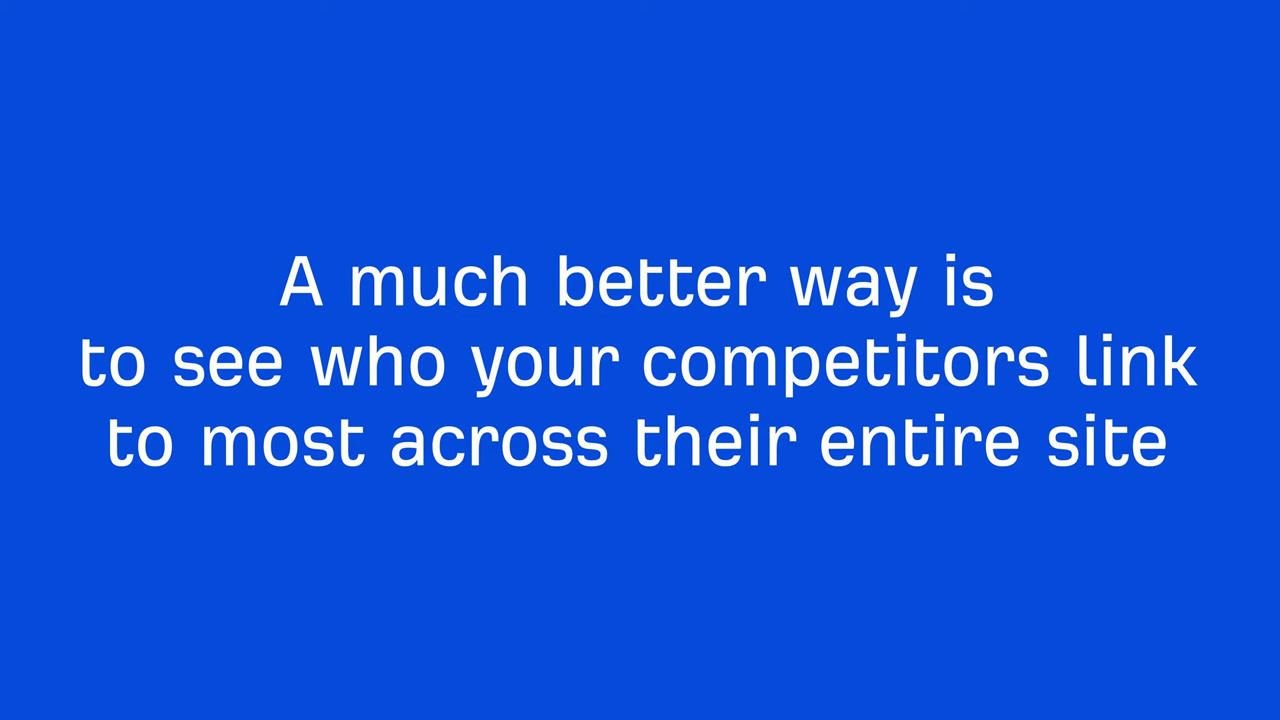 A much better way is
to see who your competitors link
to most across their entire site